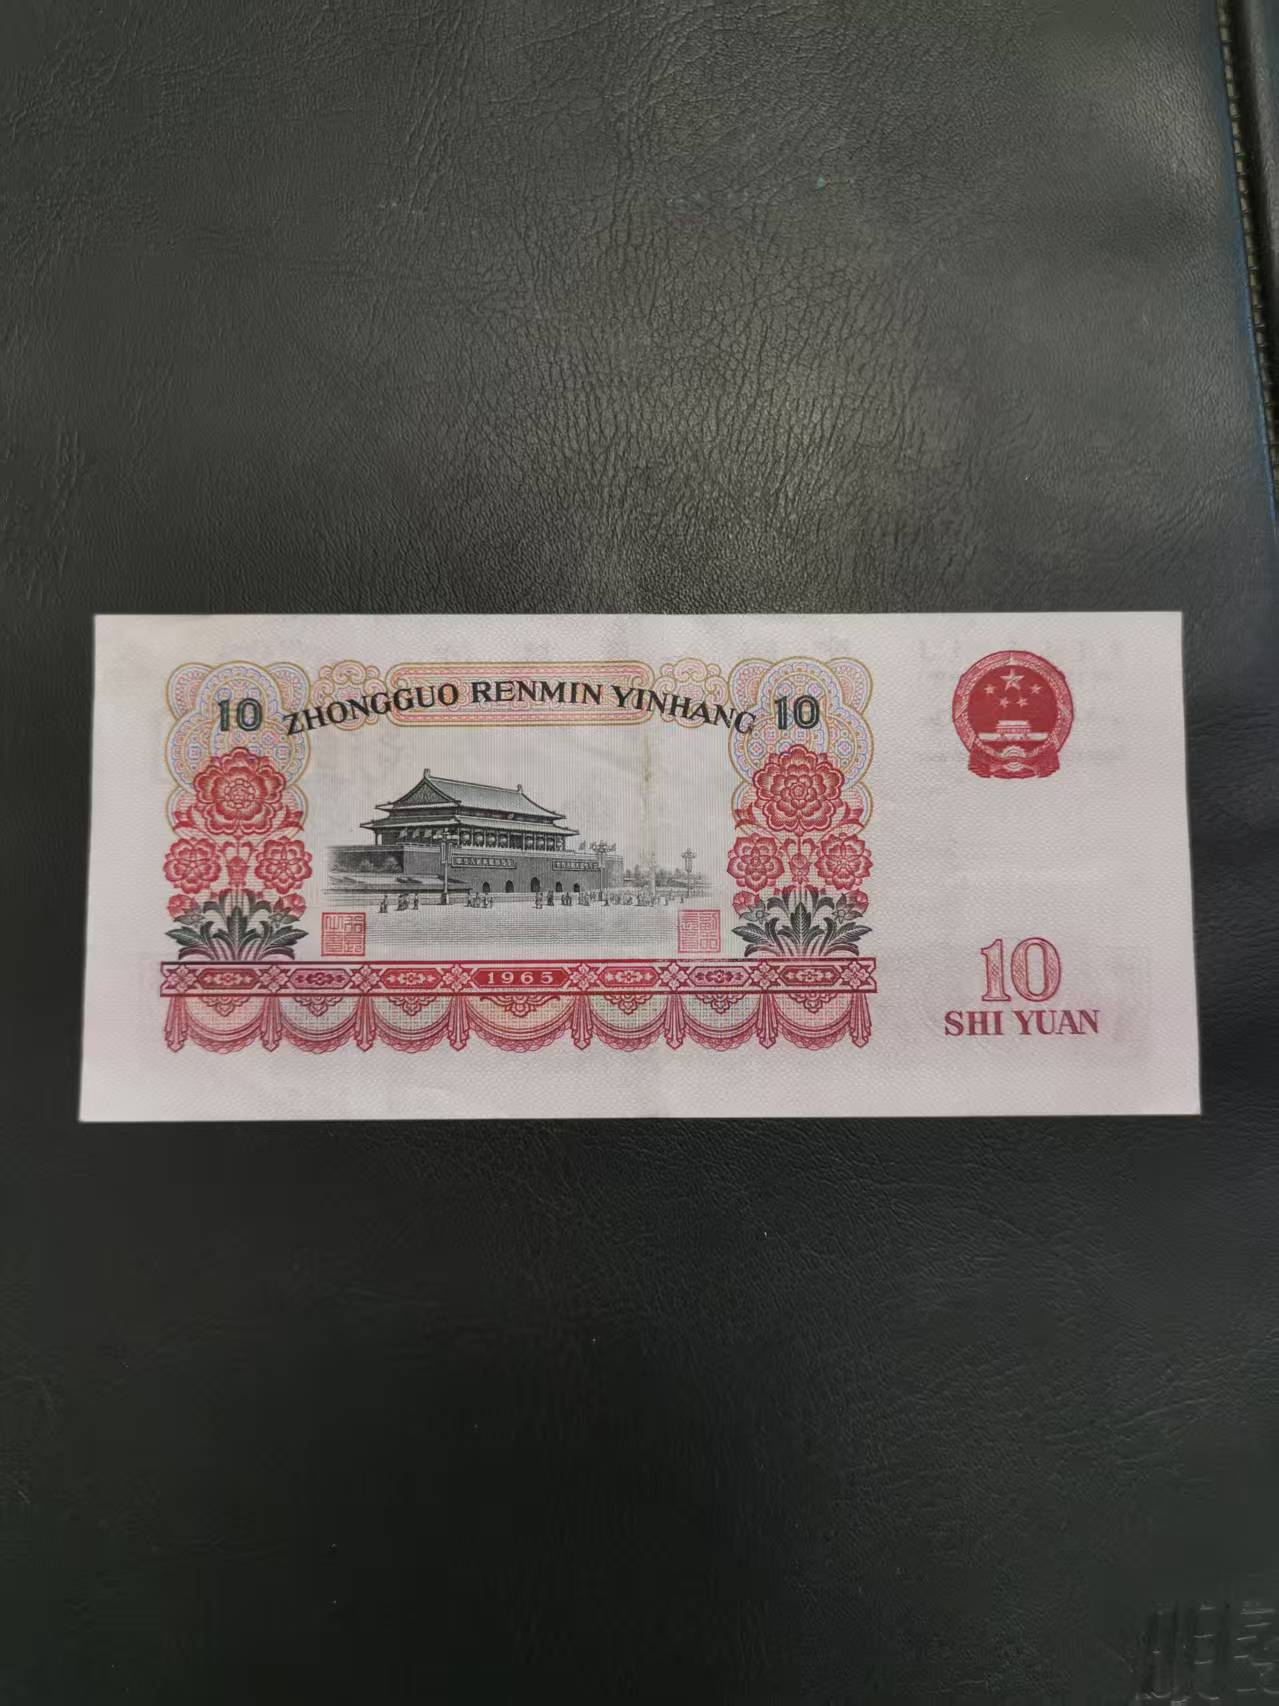 10 ZHONGGUO RENMIN YINHANG 10
1965
10
SHI YUAN